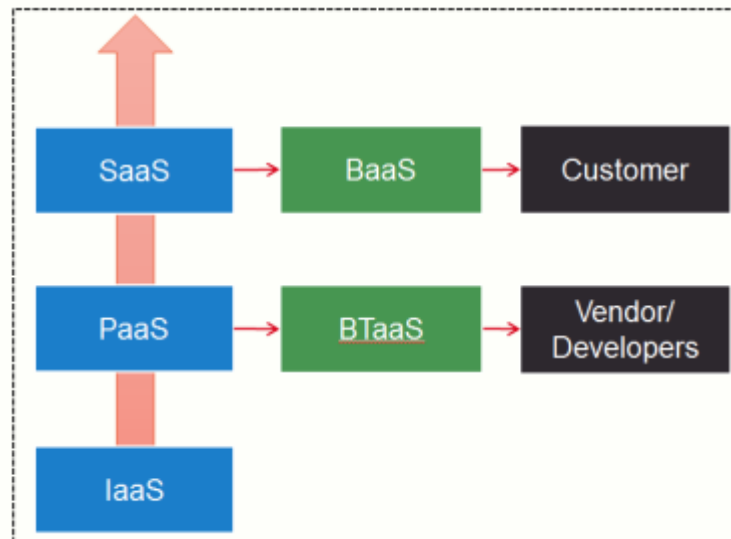 SaaS
BaaS
Customer
PaaS
BTaaS
Vendor/
Developers
IaaS